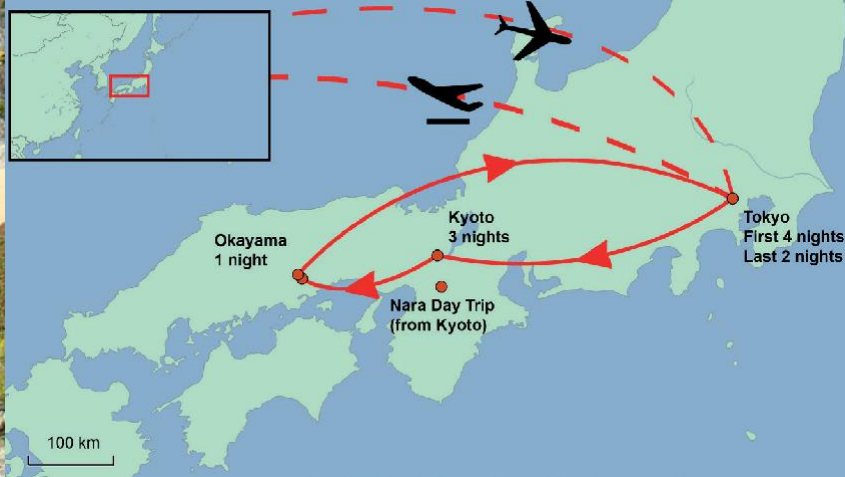 Okayama
1 night
Kyoto
3 nights
Tokyo
First 4 nights
Last 2 nights
Nara Day Trip
(from Kyoto)
100 km